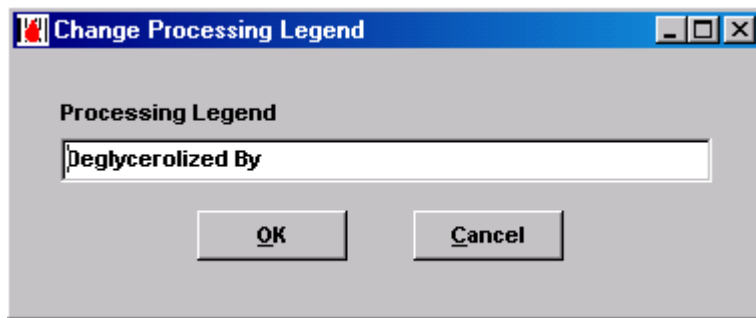 Change Processing Legend
Processing Legend
Deglycerolized By
OK Cancel